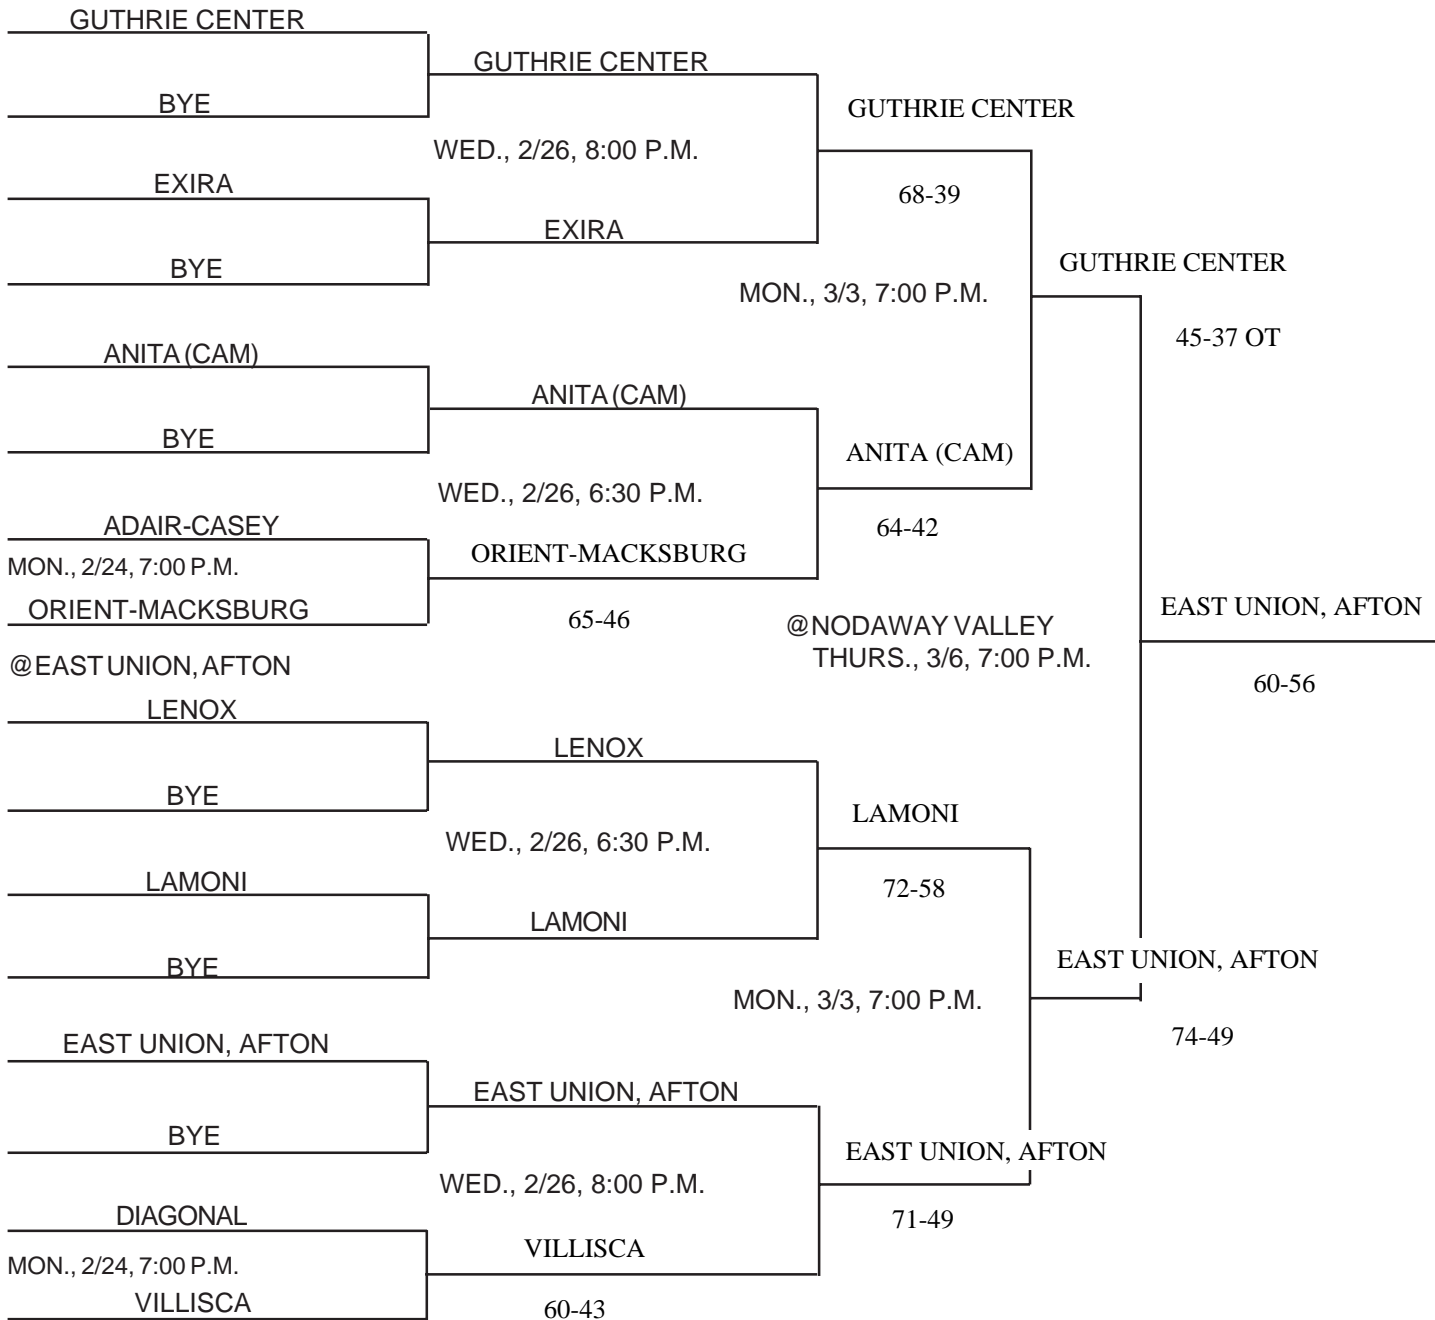 GUTHRIE CENTER
GUTHRIE CENTER
BYE
GUTHRIE CENTER
WED., 2/26, 8:00 P.M.
EXIRA
68-39
EXIRA
BYE
GUTHRIE CENTER
MON., 3/3, 7:00 P.M.
45-37 OT
ANITA (CAM)
ANITA (CAM)
BYE
ANITA (CAM)
WED., 2/26, 6:30 P.M.
ADAIR-CASEY
64-42
ORIENT-MACKSBURG
MON., 2/24, 7:00 P.M.
ORIENT-MACKSBURG
65-46
EAST UNION, AFTON
@NODAWAY VALLEY
THURS., 3/6, 7:00 P.M.
@EAST UNION, AFTON
60-56
LENOX
LENOX
BYE
LAMONI
WED., 2/26, 6:30 P.M.
LAMONI
72-58
LAMONI
BYE
EAST UNION, AFTON
MON., 3/3, 7:00 P.M.
74-49
EAST UNION, AFTON
EAST UNION, AFTON
BYE
EAST UNION, AFTON
WED., 2/26, 8:00 P.M.
DIAGONAL
71-49
VILLISCA
MON., 2/24, 7:00 P.M.
VILLISCA
60-43